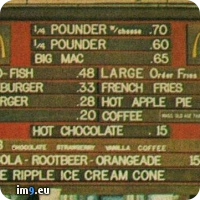 1/4 POUNDER w/cheese .70
1/4 POUNDER .60
BIG MAC .65
-FISH .48 LARGE Order Fries
BURGER .33 FRENCH FRIES
RGER .28 HOT APPLE PIE
.20 COFFEE
HOT CHOCOLATE .15
CHOCOLATE STRAWBERRY VANILLA COFFEE
OLA - ROOTBEER - ORANGEADE 15
E RIPPLE ICE CREAM CONE
im9.eu